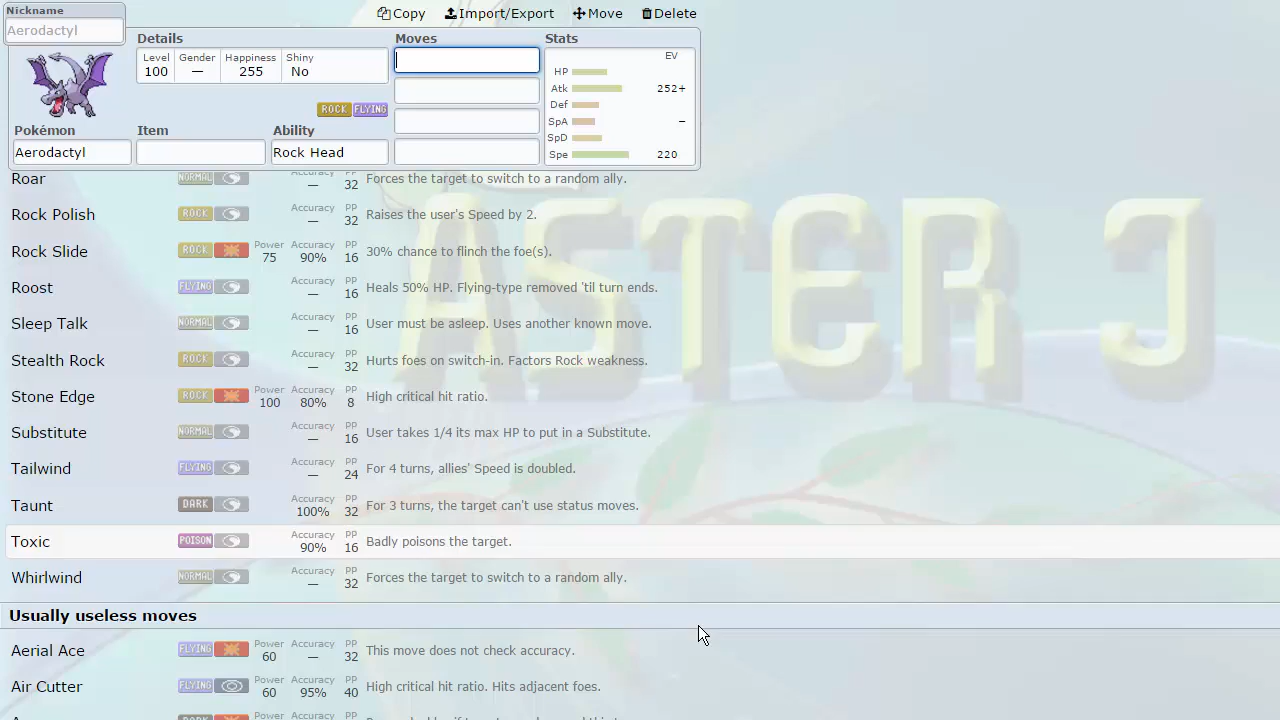 Nickname
Aerodactyl
Copy Import/Export Move Delete
Details
Level Gender Happiness Shiny
100 — 255 No
ROCK FLYING
Pokémon Item Ability
Aerodactyl Rock Head
Moves
Stats
EV
HP
Atk 252+
Def
SpA –
SpD
Spe 220
Roar NORMAL Accuracy — PP 32 Forces the target to switch to a random ally.
Rock Polish ROCK Accuracy — PP 32 Raises the user's Speed by 2.
Rock Slide ROCK Power 75 Accuracy 90% PP 16 30% chance to flinch the foe(s).
Roost FLYING Accuracy — PP 16 Heals 50% HP. Flying-type removed 'til turn ends.
Sleep Talk NORMAL Accuracy — PP 16 User must be asleep. Uses another known move.
Stealth Rock ROCK Accuracy — PP 32 Hurts foes on switch-in. Factors Rock weakness.
Stone Edge ROCK Power 100 Accuracy 80% PP 8 High critical hit ratio.
Substitute NORMAL Accuracy — PP 16 User takes 1/4 its max HP to put in a Substitute.
Tailwind FLYING Accuracy — PP 24 For 4 turns, allies' Speed is doubled.
Taunt DARK Accuracy 100% PP 32 For 3 turns, the target can't use status moves.
Toxic POISON Accuracy 90% PP 16 Badly poisons the target.
Whirlwind NORMAL Accuracy — PP 32 Forces the target to switch to a random ally.
Usually useless moves
Aerial Ace FLYING Power 60 Accuracy — PP 32 This move does not check accuracy.
Air Cutter FLYING Power 60 Accuracy 95% PP 40 High critical hit ratio. Hits adjacent foes.
Accuracy PP
ASTER J